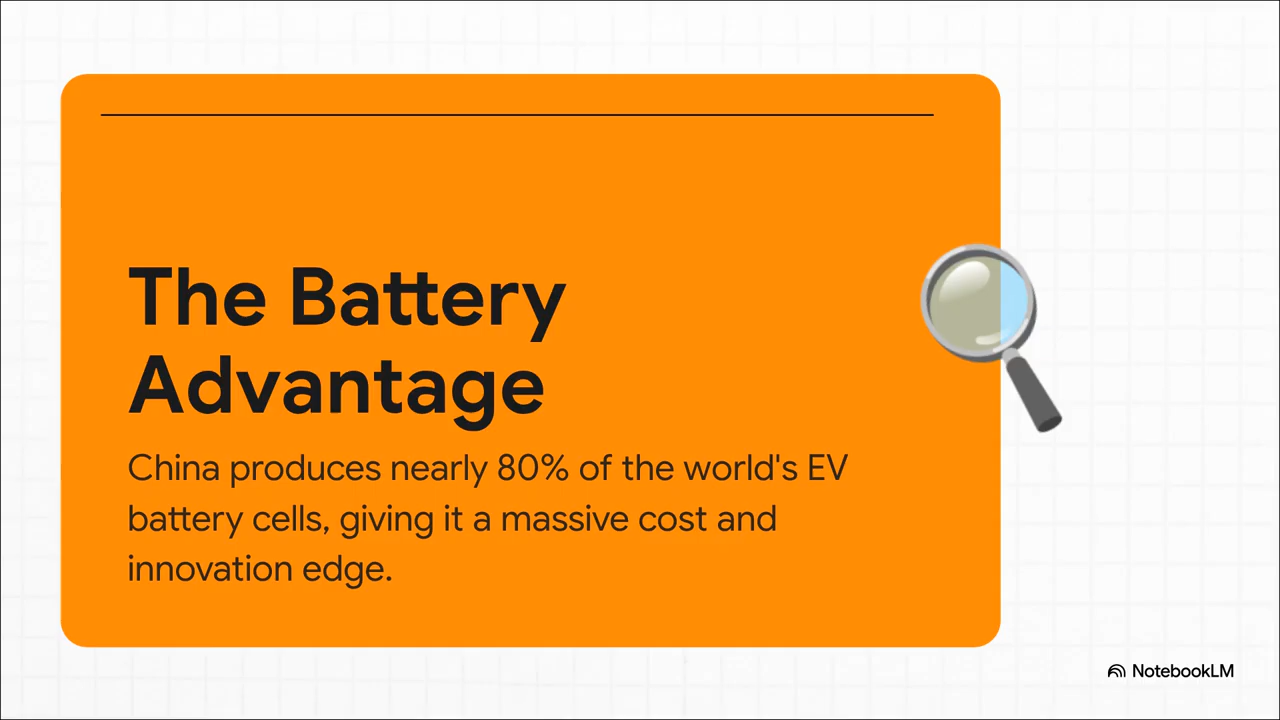 The Battery
Advantage
China produces nearly 80% of the world's EV
battery cells, giving it a massive cost and
innovation edge.
NotebookLM